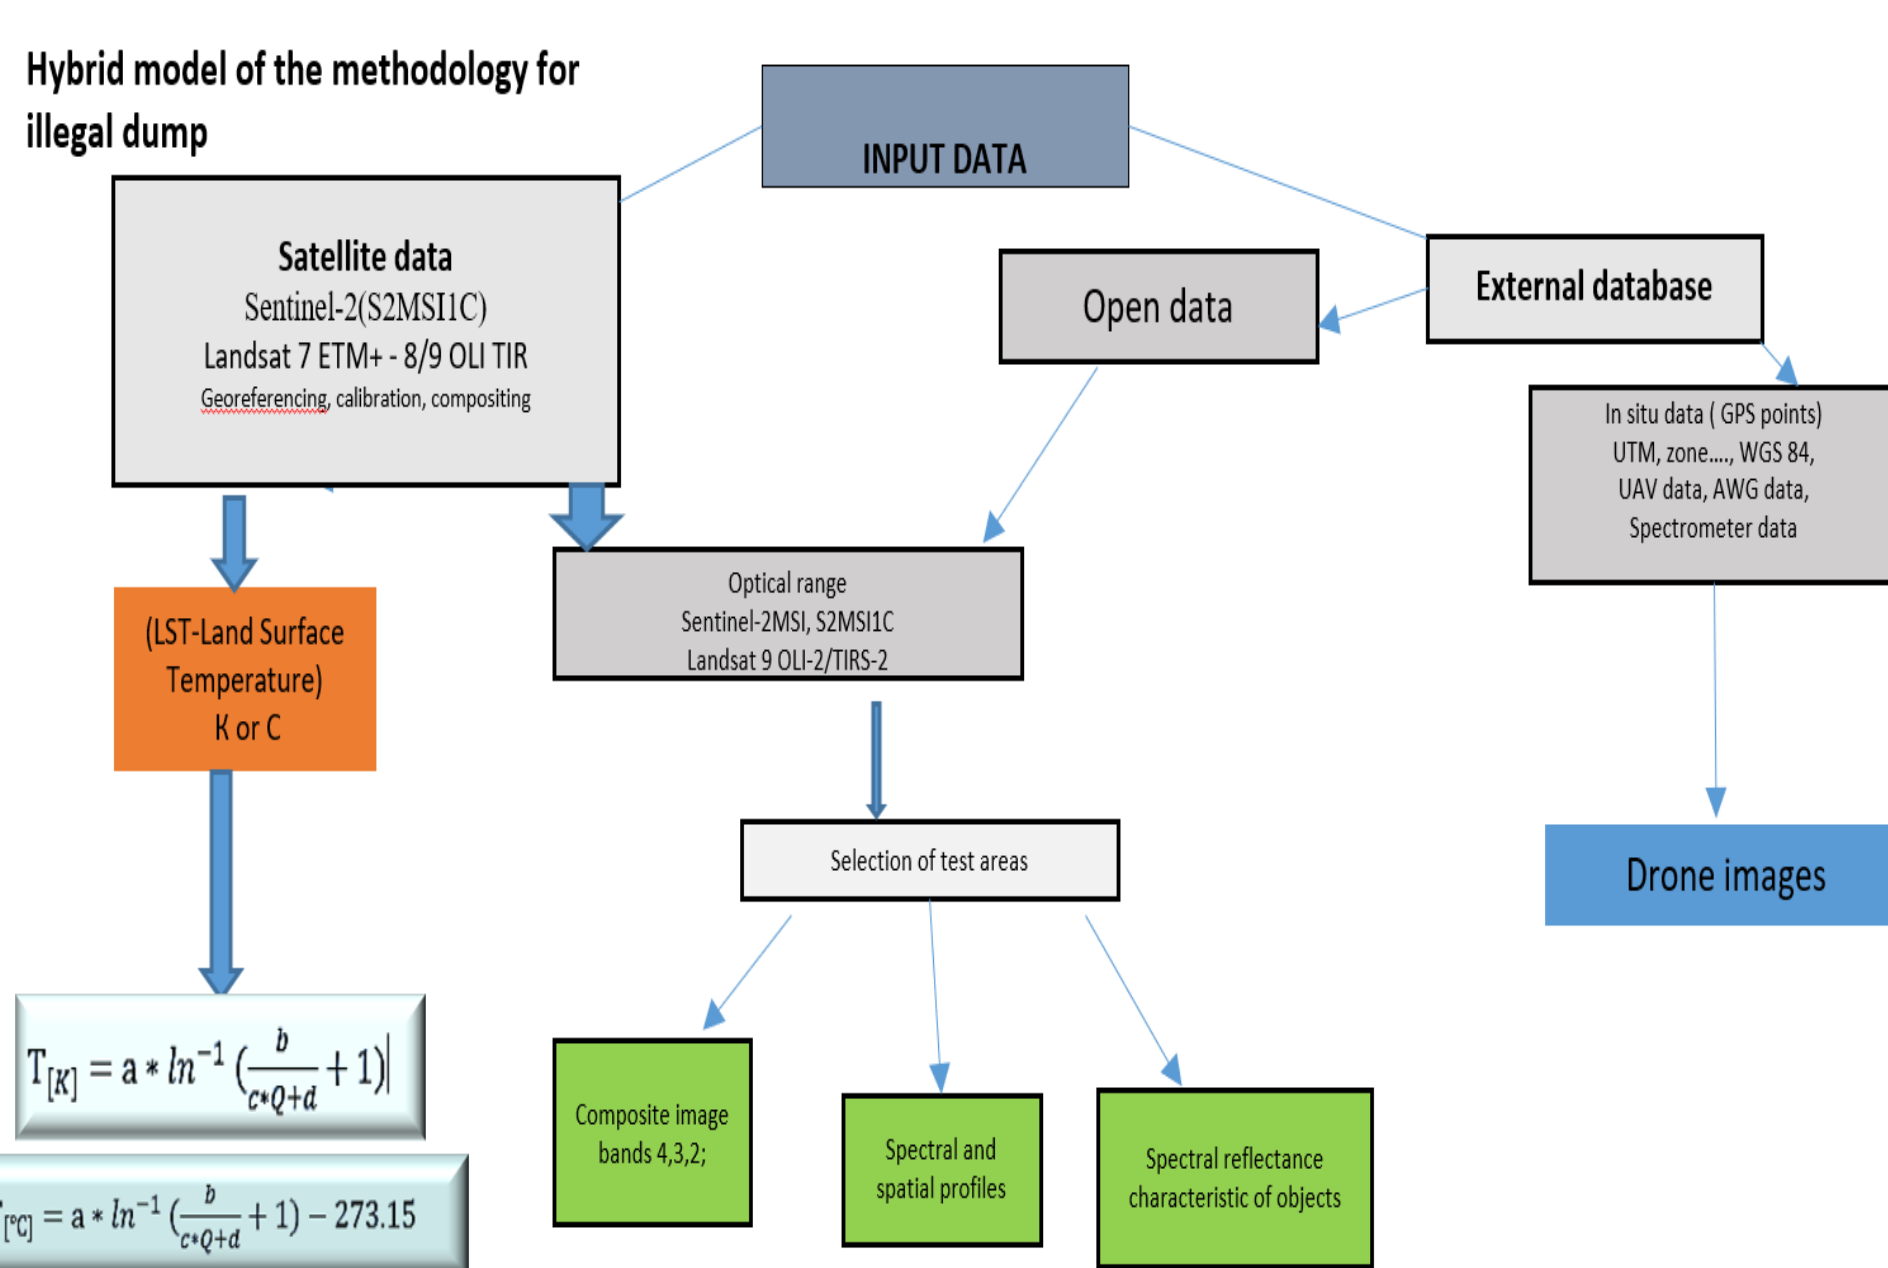 Hybrid model of the methodology for
illegal dump
INPUT DATA
Satellite data
Sentinel-2(S2MSI1C)
Landsat 7 ETM+ - 8/9 OLI TIR
Georeferencing, calibration, compositing
Open data
External database
In situ data ( GPS points)
UTM, zone...., WGS 84,
UAV data, AWG data,
Spectrometer data
(LST-Land Surface
Temperature)
K or C
Optical range
Sentinel-2MSI, S2MSI1C
Landsat 9 OLI-2/TIRS-2
Selection of test areas
Drone images
T[K] = a * ln⁻¹ (b/(c*Q+d) + 1)
[°C] = a * ln⁻¹ (b/(c*Q+d) + 1) − 273.15
Composite image
bands 4,3,2;
Spectral and
spatial profiles
Spectral reflectance
characteristic of objects